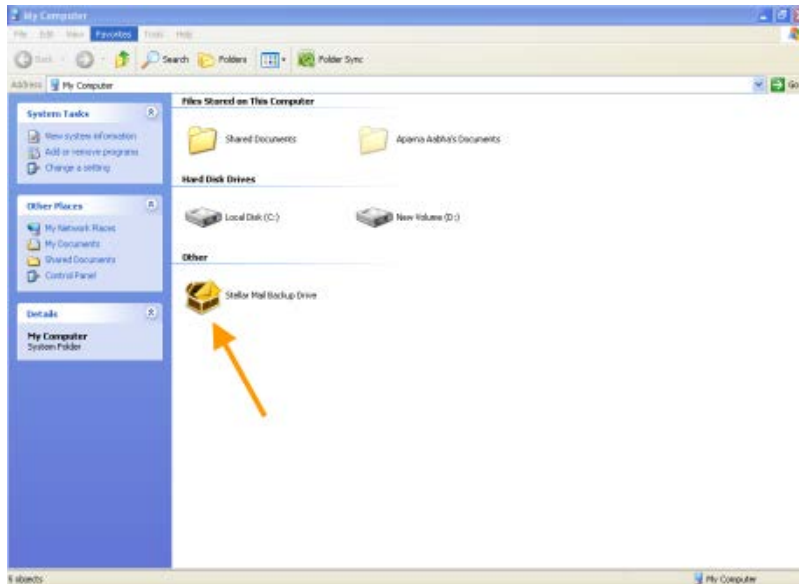 My Computer
File Edit View Favorites Tools Help
Back Search Folders Folder Sync
Address My Computer Go
System Tasks
View system information
Add or remove programs
Change a setting
Other Places
My Network Places
My Documents
Shared Documents
Control Panel
Details
My Computer
System Folder
Files Stored on This Computer
Shared Documents
Aparna Aabha's Documents
Hard Disk Drives
Local Disk (C:)
New Volume (D:)
Other
Stellar Mail Backup Drive
6 objects
My Computer